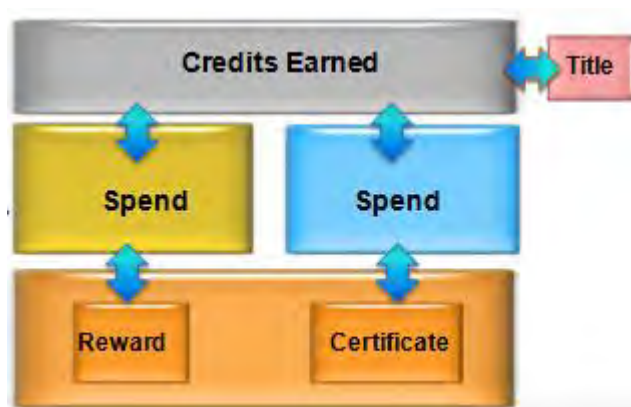 Credits Earned
Title
Spend
Spend
Reward
Certificate